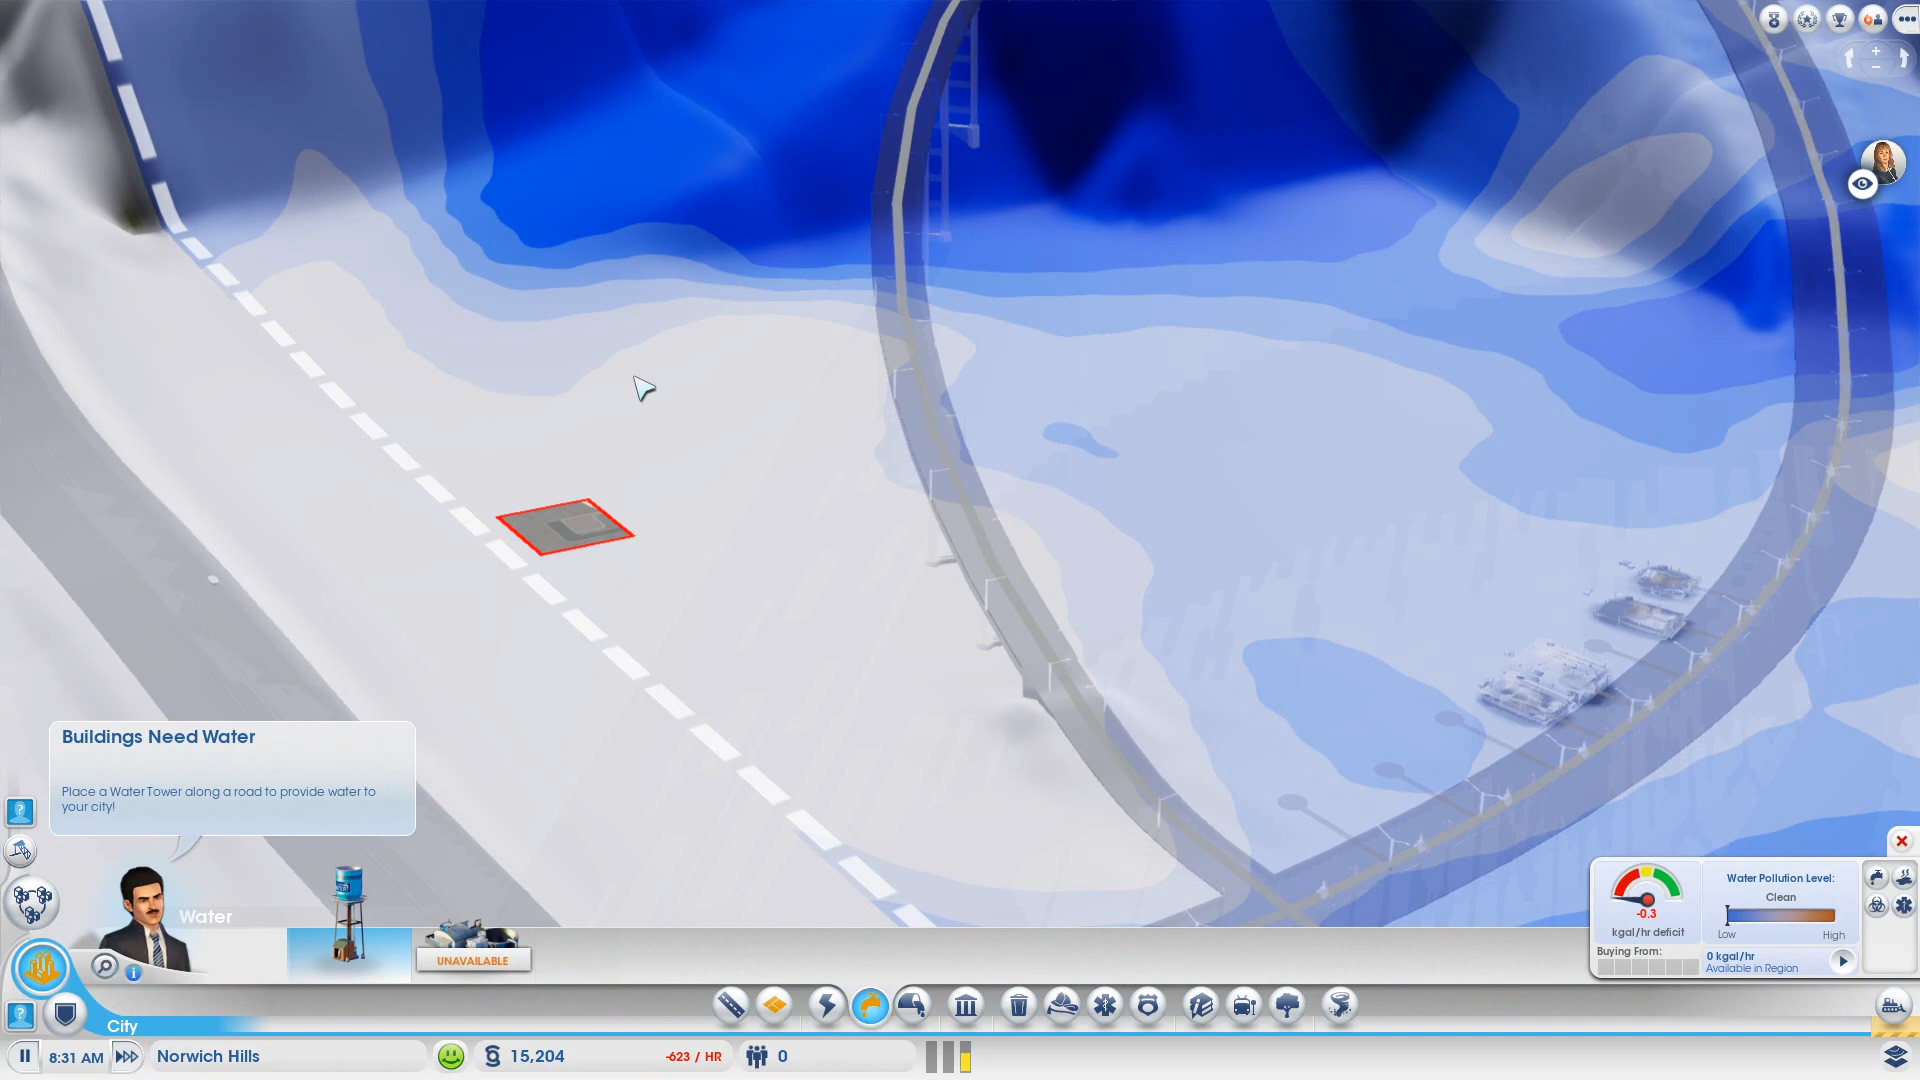 Buildings Need Water
Place a Water Tower along a road to provide water to
your city!
Water
UNAVAILABLE
-0.3
kgal/hr deficit
Buying From:
Water Pollution Level:
Clean
Low
High
0 kgal/hr
Available in Region
City
8:31 AM
Norwich Hills
15,204
-623 / HR
0